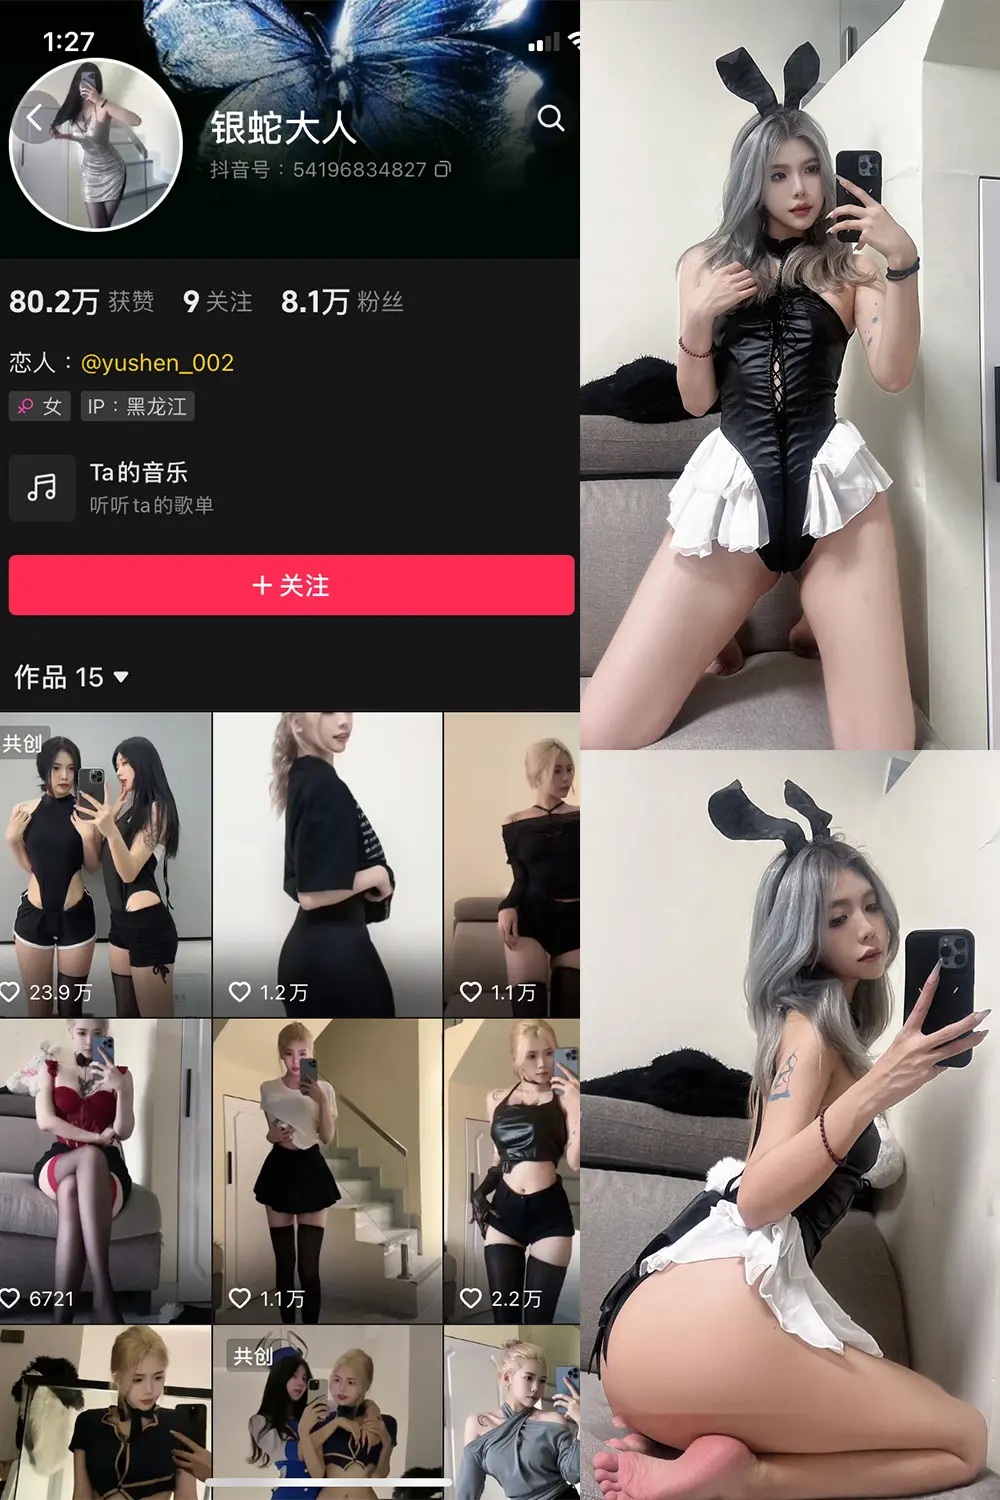 1:27
银蛇大人
抖音号：54196834827
80.2万 获赞 9 关注 8.1万 粉丝
恋人：@yushen_002
女 IP：黑龙江
Ta的音乐
听听ta的歌单
+ 关注
作品 15
共创
23.9万 1.2万 1.1万
6721 1.1万 2.2万
共创